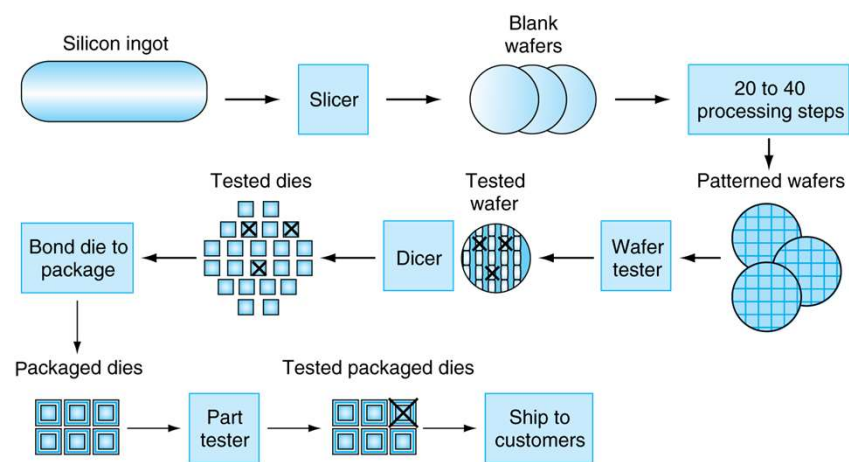 Silicon ingot
Slicer
Blank
wafers
20 to 40
processing steps
Patterned wafers
Wafer
tester
Tested
wafer
Dicer
Tested dies
Bond die to
package
Packaged dies
Part
tester
Tested packaged dies
Ship to
customers